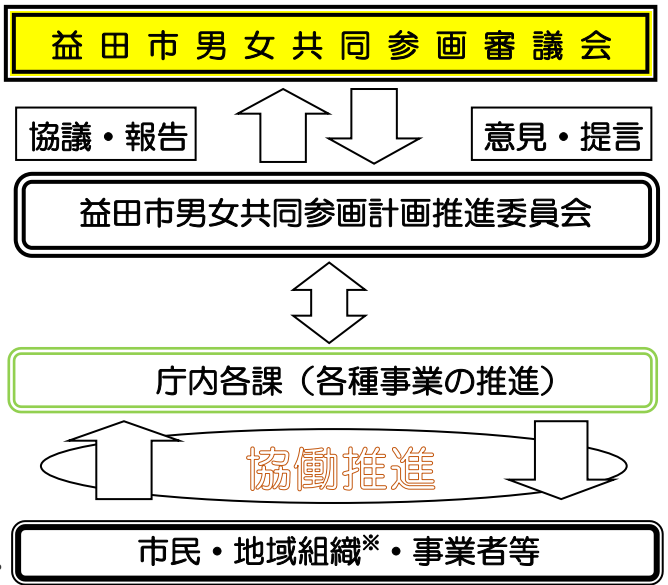 益田市男女共同参画審議会
協議・報告
意見・提言
益田市男女共同参画計画推進委員会
庁内各課（各種事業の推進）
協働推進
市民・地域組織※・事業者等